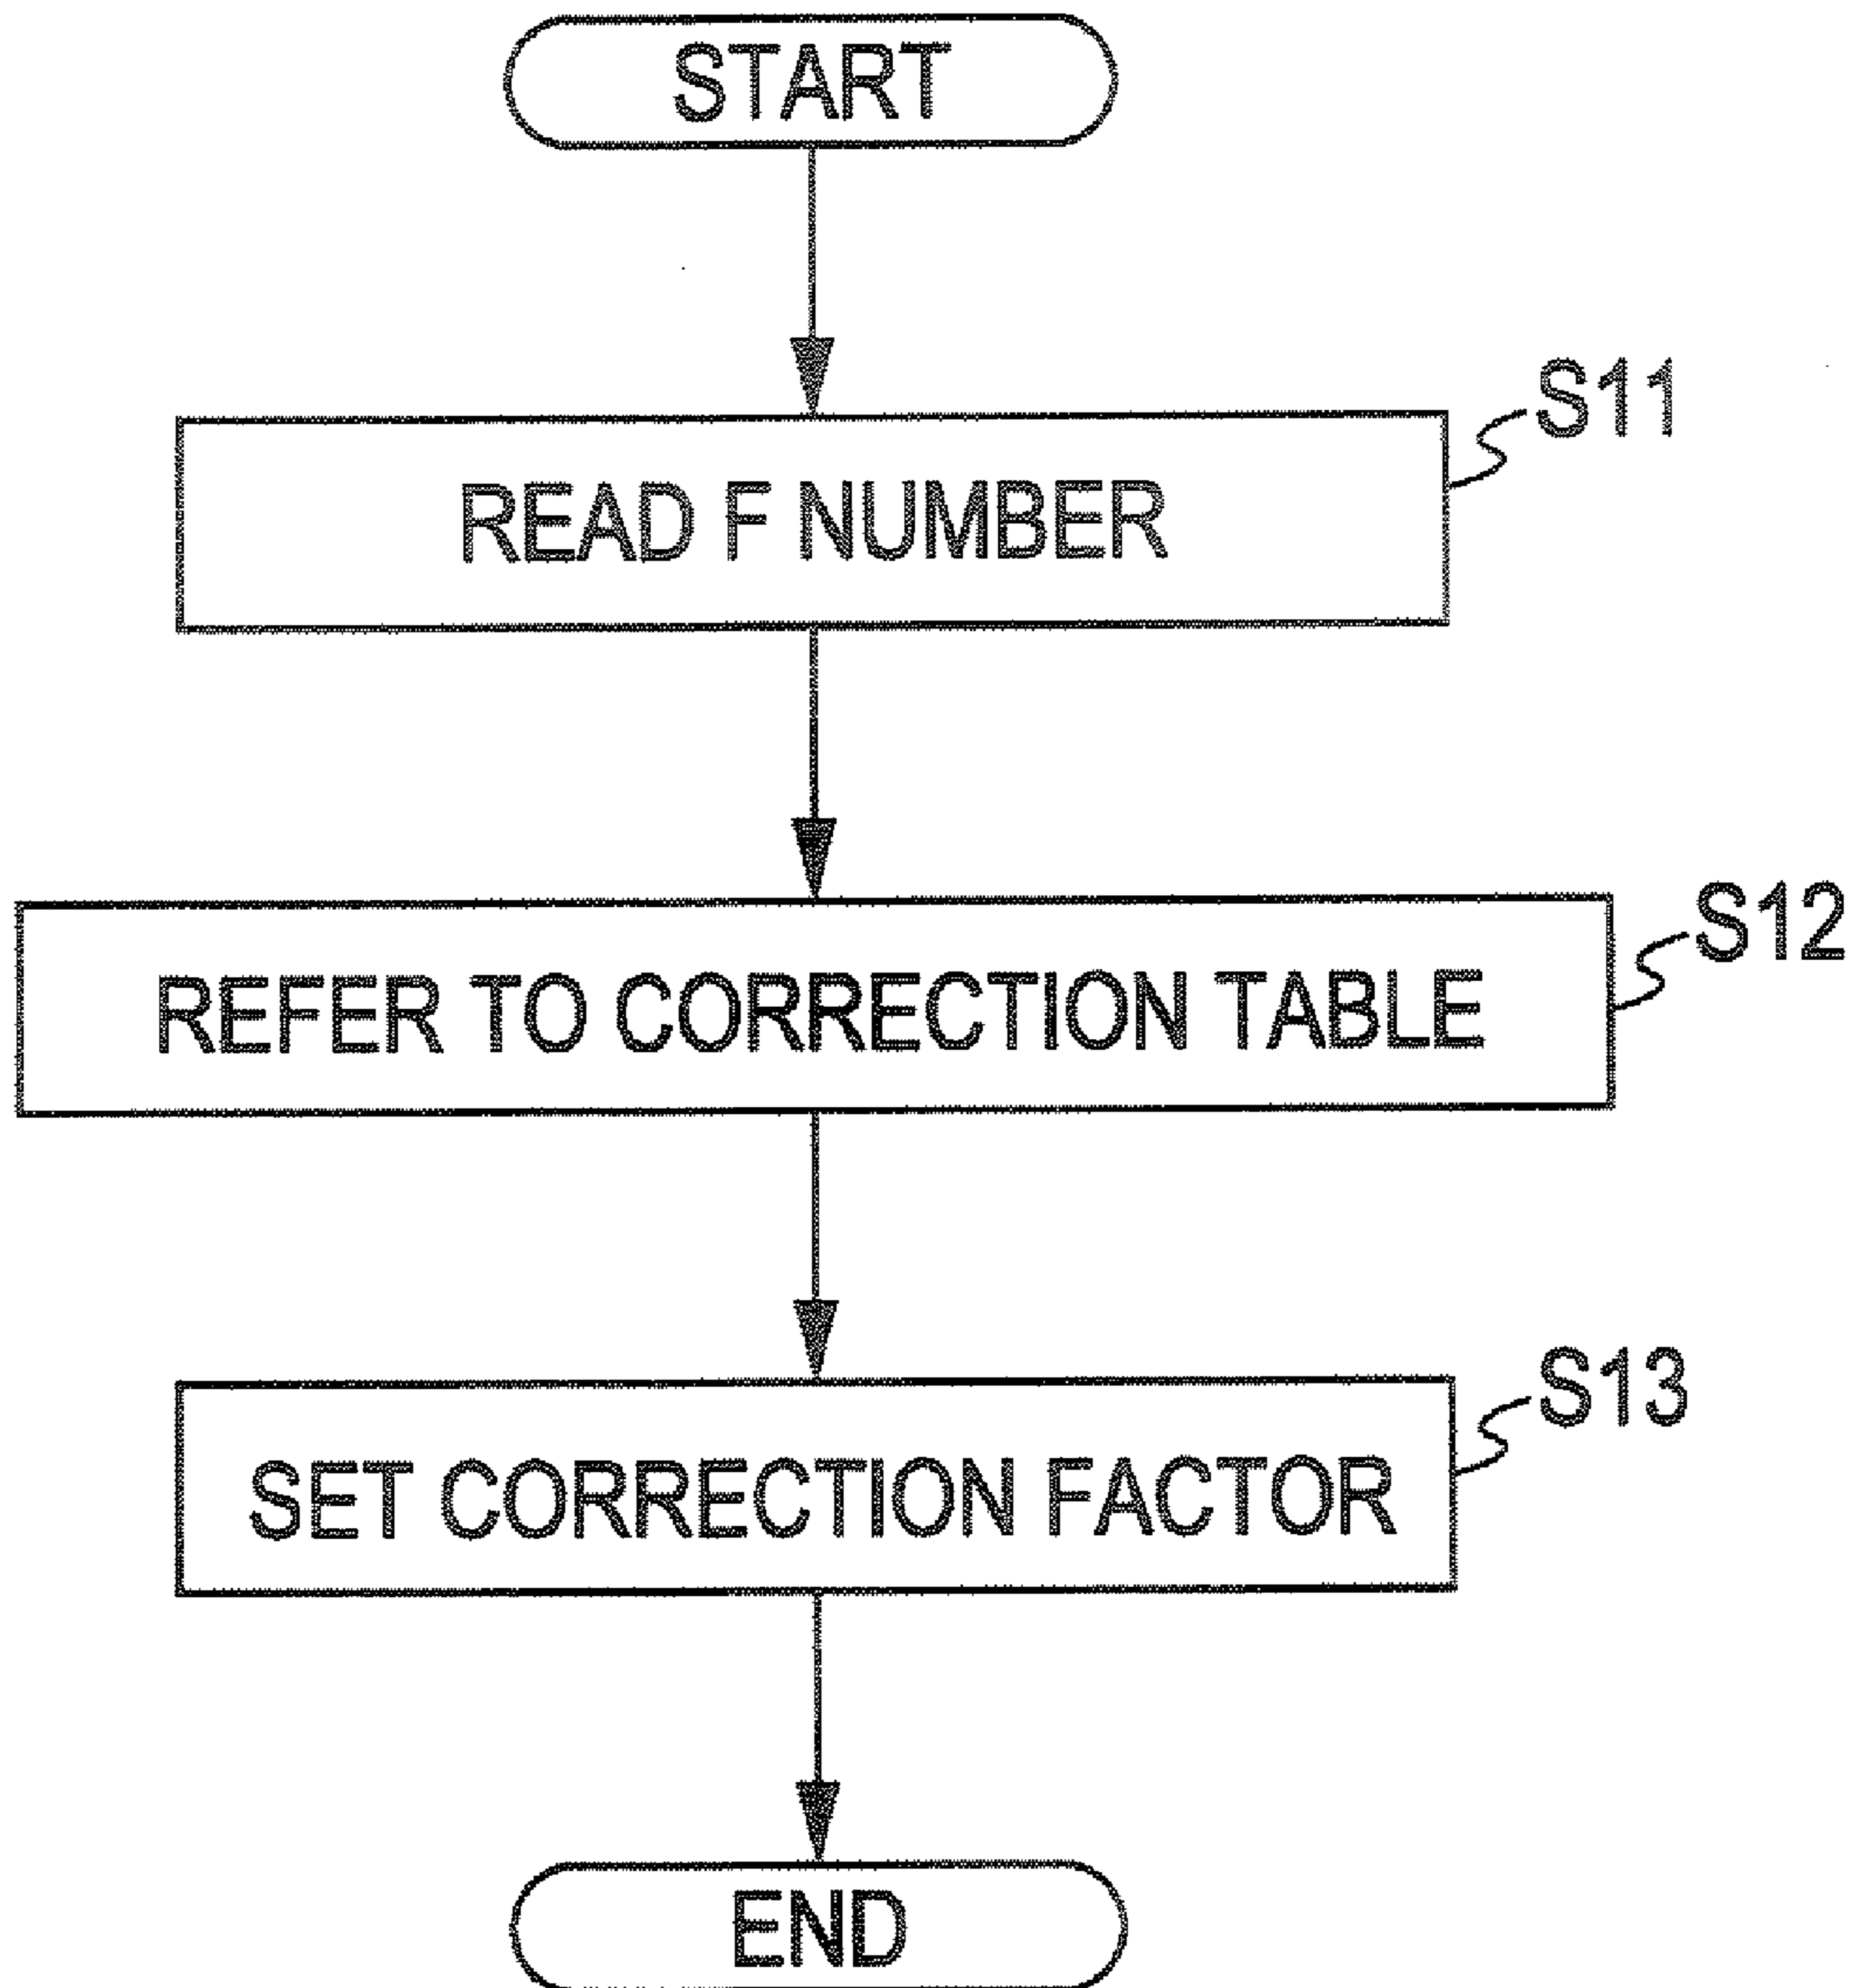 START
S11
READ F NUMBER
S12
REFER TO CORRECTION TABLE
S13
SET CORRECTION FACTOR
END